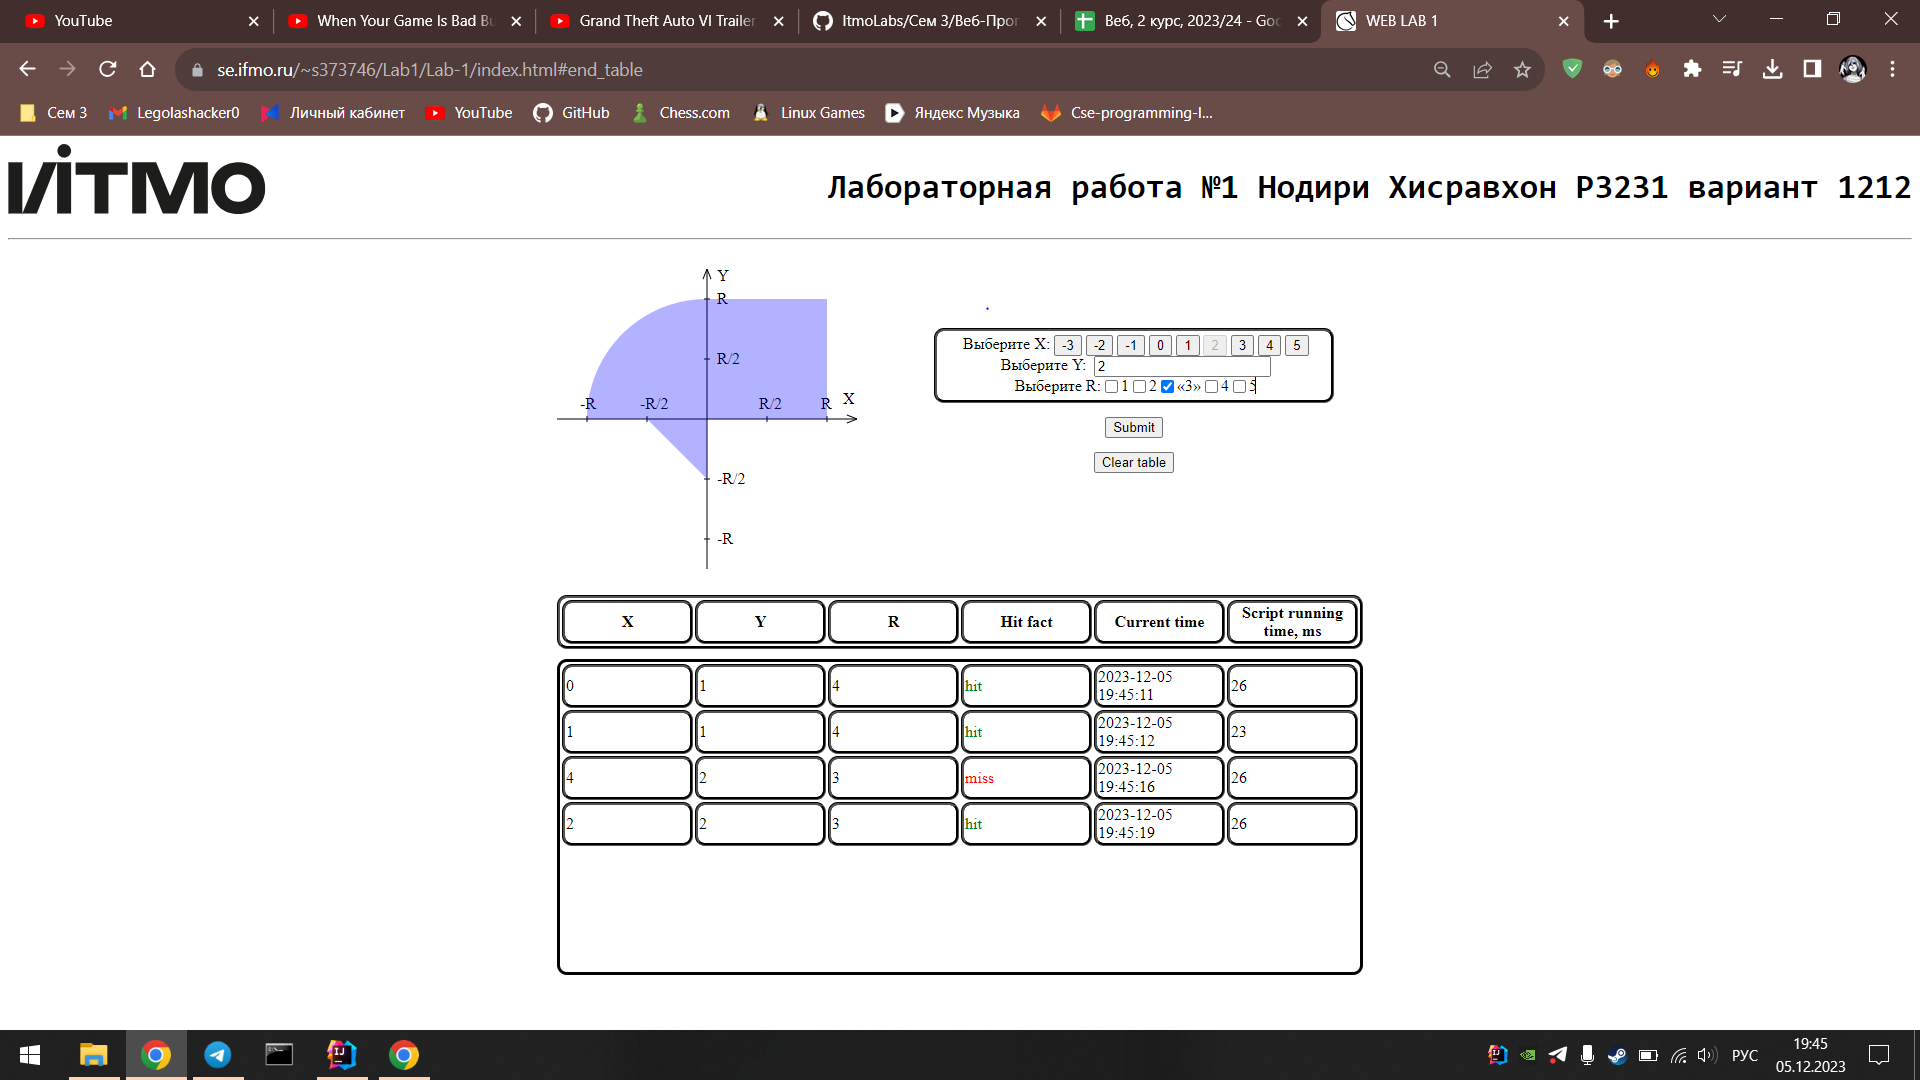 YouTube
When Your Game Is Bad Bu
Grand Theft Auto VI Trailer
ItmoLabs/Сем 3/Веб-Прог
Веб, 2 курс, 2023/24 - Goo
WEB LAB 1
se.ifmo.ru/~s373746/Lab1/Lab-1/index.html#end_table
Сем 3
Legolashacker0
Личный кабинет
YouTube
GitHub
Chess.com
Linux Games
Яндекс Музыка
Cse-programming-l...
ИİТМО
Лабораторная работа №1 Нодири Хисравхон P3231 вариант 1212
Y
R
R/2
-R -R/2 R/2 R X
-R/2
-R
Выберите X: -3 -2 -1 0 1 2 3 4 5
Выберите Y: 2
Выберите R: 1 2 «3» 4 5
Submit
Clear table
X Y R Hit fact Current time Script running time, ms
0 1 4 hit 2023-12-05 19:45:11 26
1 1 4 hit 2023-12-05 19:45:12 23
4 2 3 miss 2023-12-05 19:45:16 26
2 2 3 hit 2023-12-05 19:45:19 26
РУС
19:45
05.12.2023